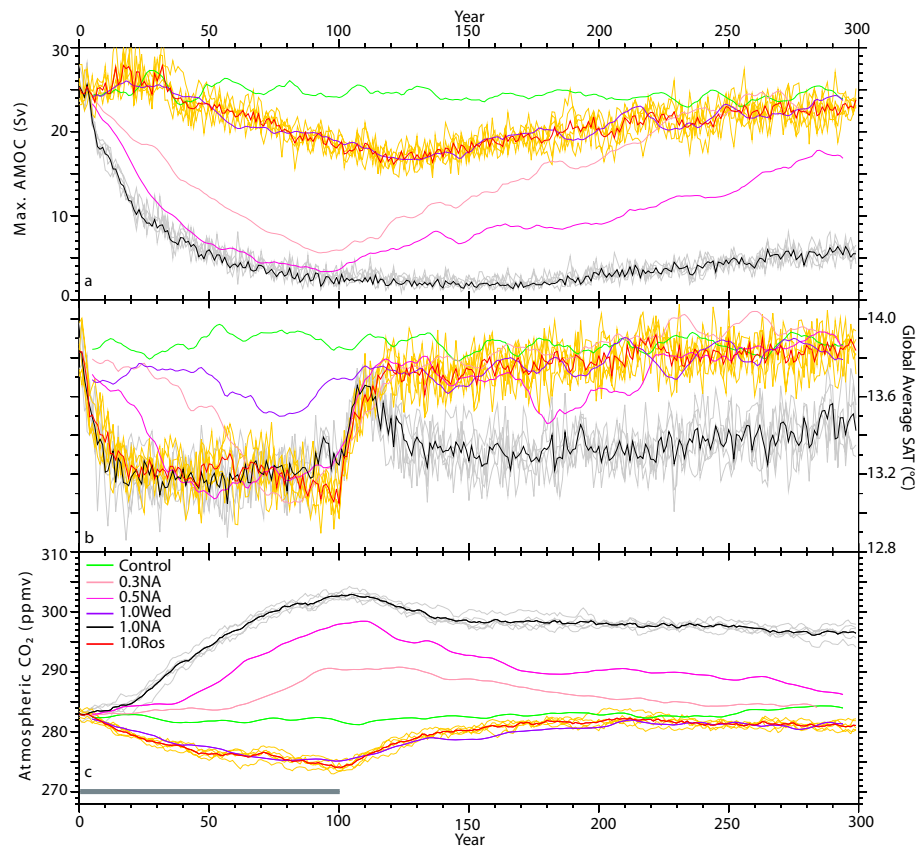 Year
0 50 100 150 200 250 300
30
20
10
0
Max. AMOC (Sv)
a
14.0
13.6
13.2
12.8
Global Average SAT (°C)
b
310
300
290
280
270
Atmospheric CO₂ (ppmv)
Control
0.3NA
0.5NA
1.0Wed
1.0NA
1.0Ros
c
0 50 100 150 200 250 300
Year